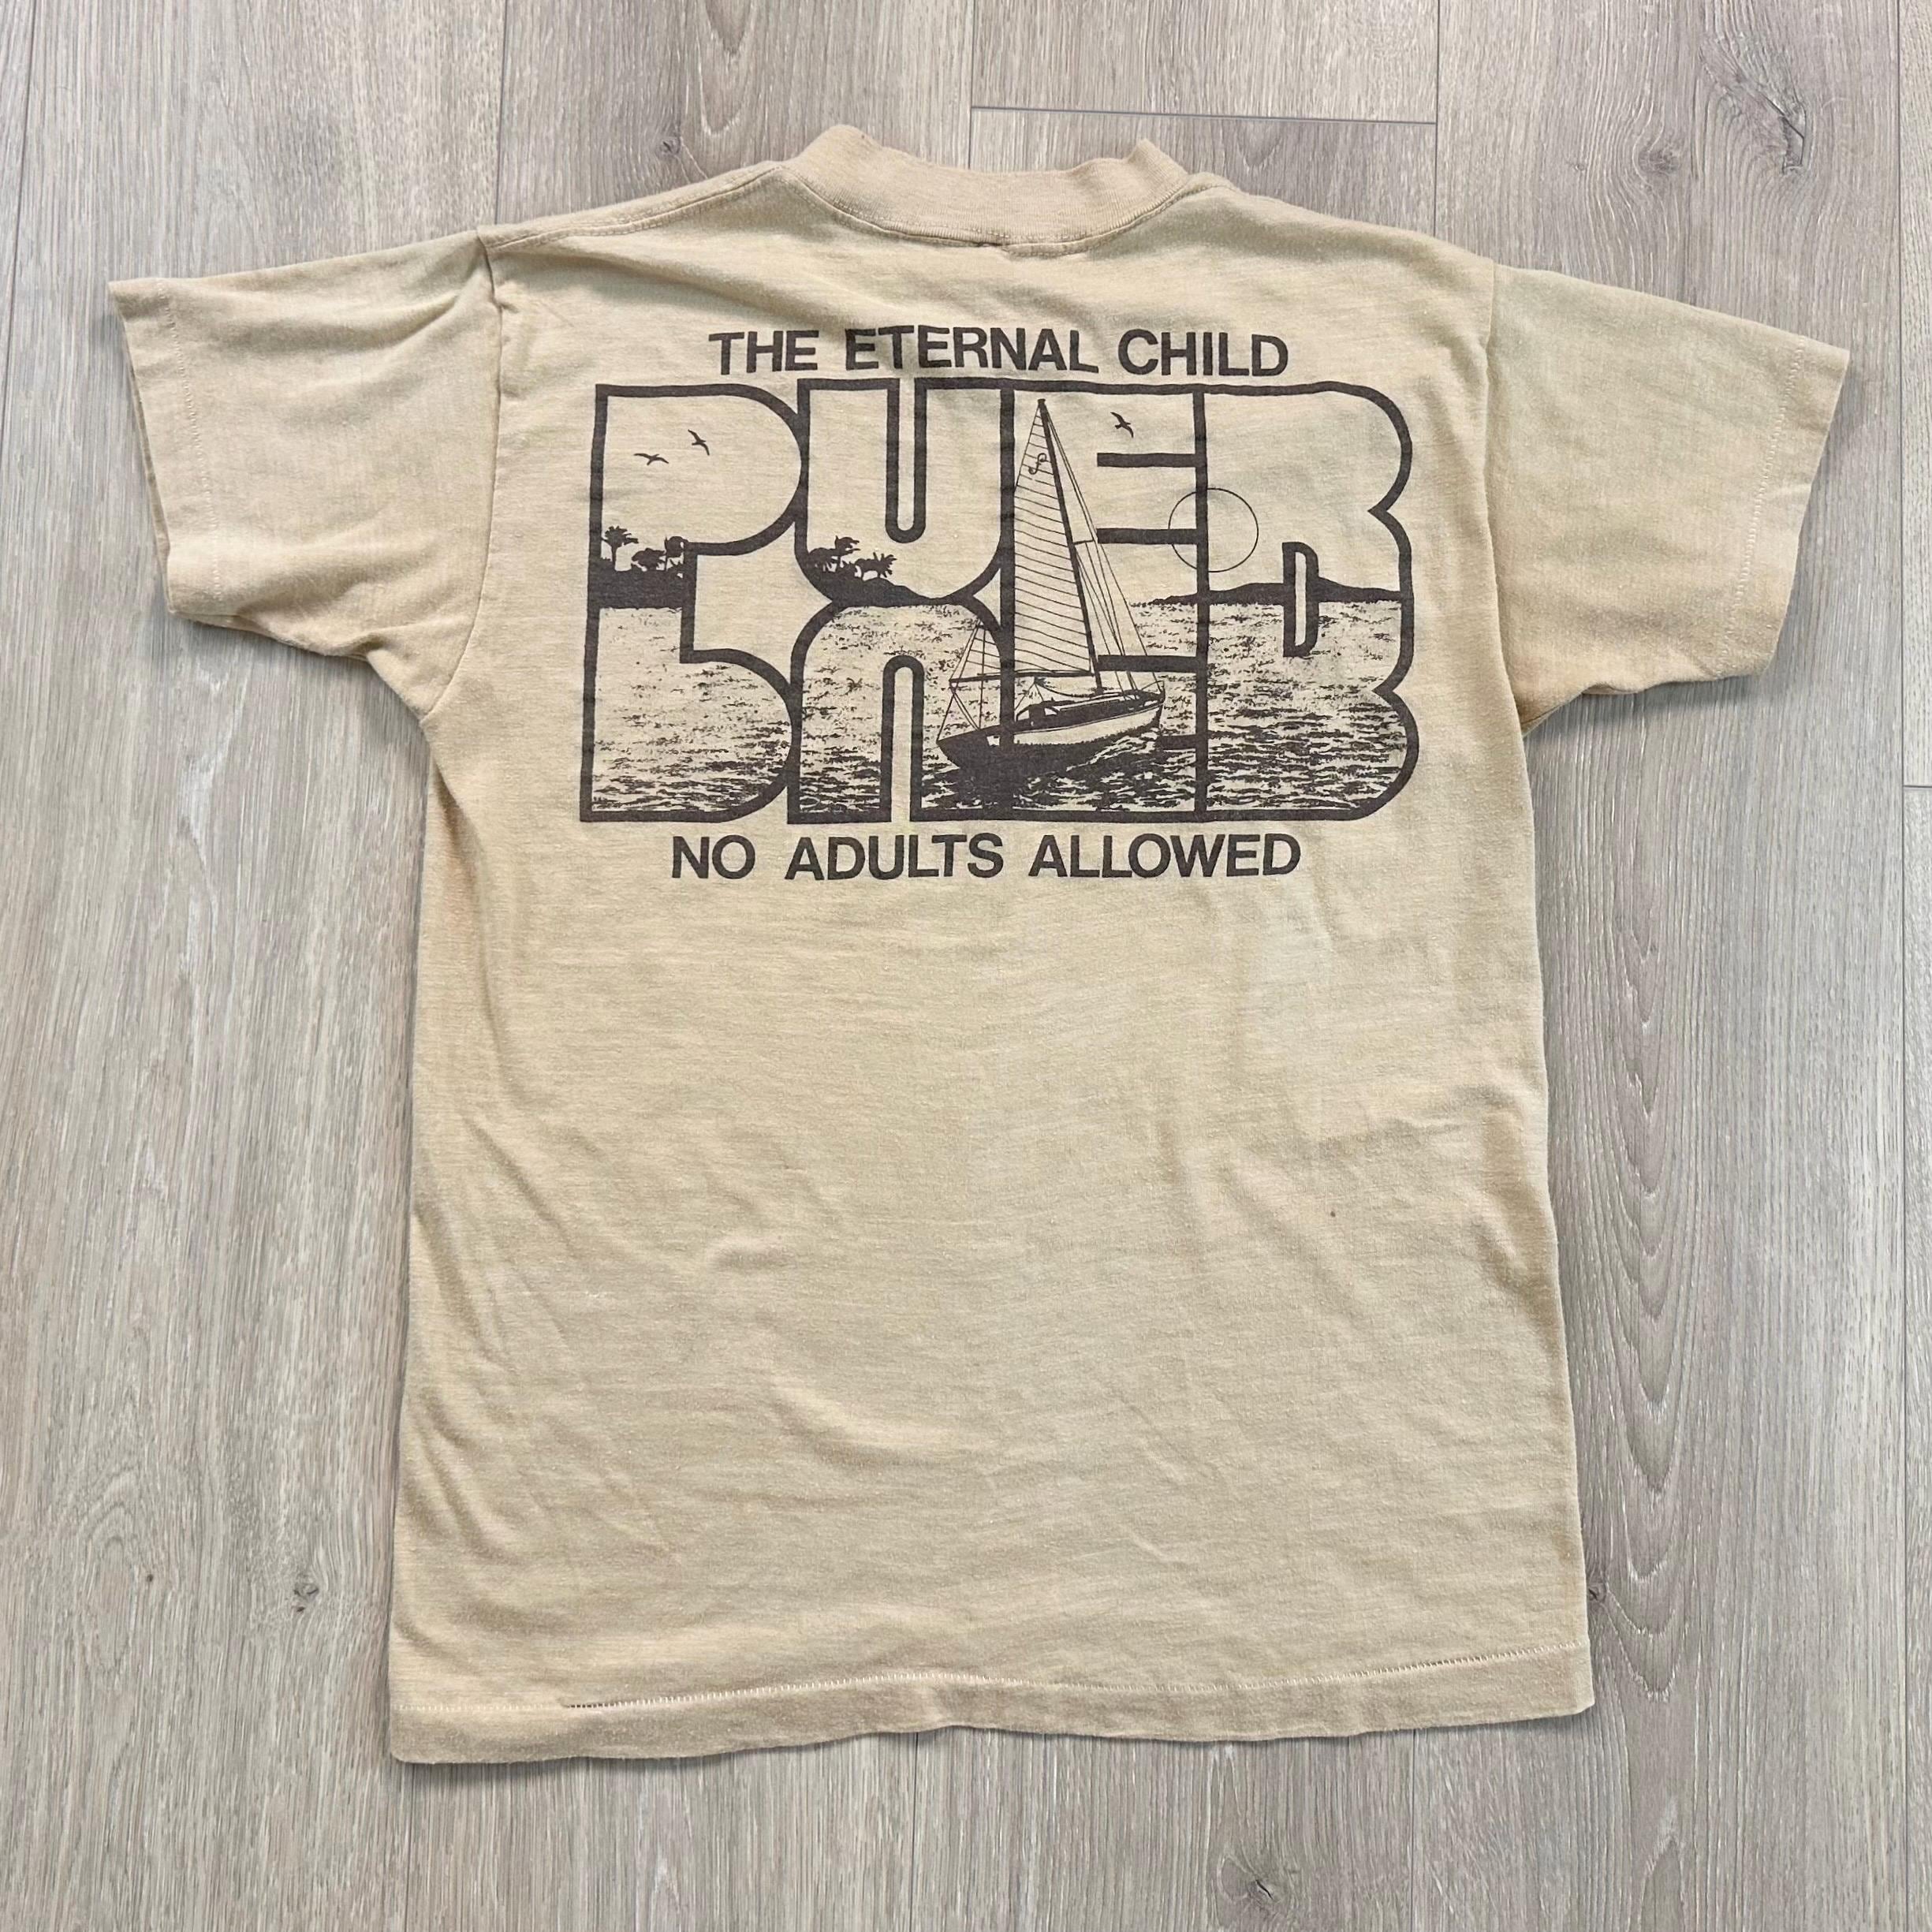 THE ETERNAL CHILD
PUER
NO ADULTS ALLOWED